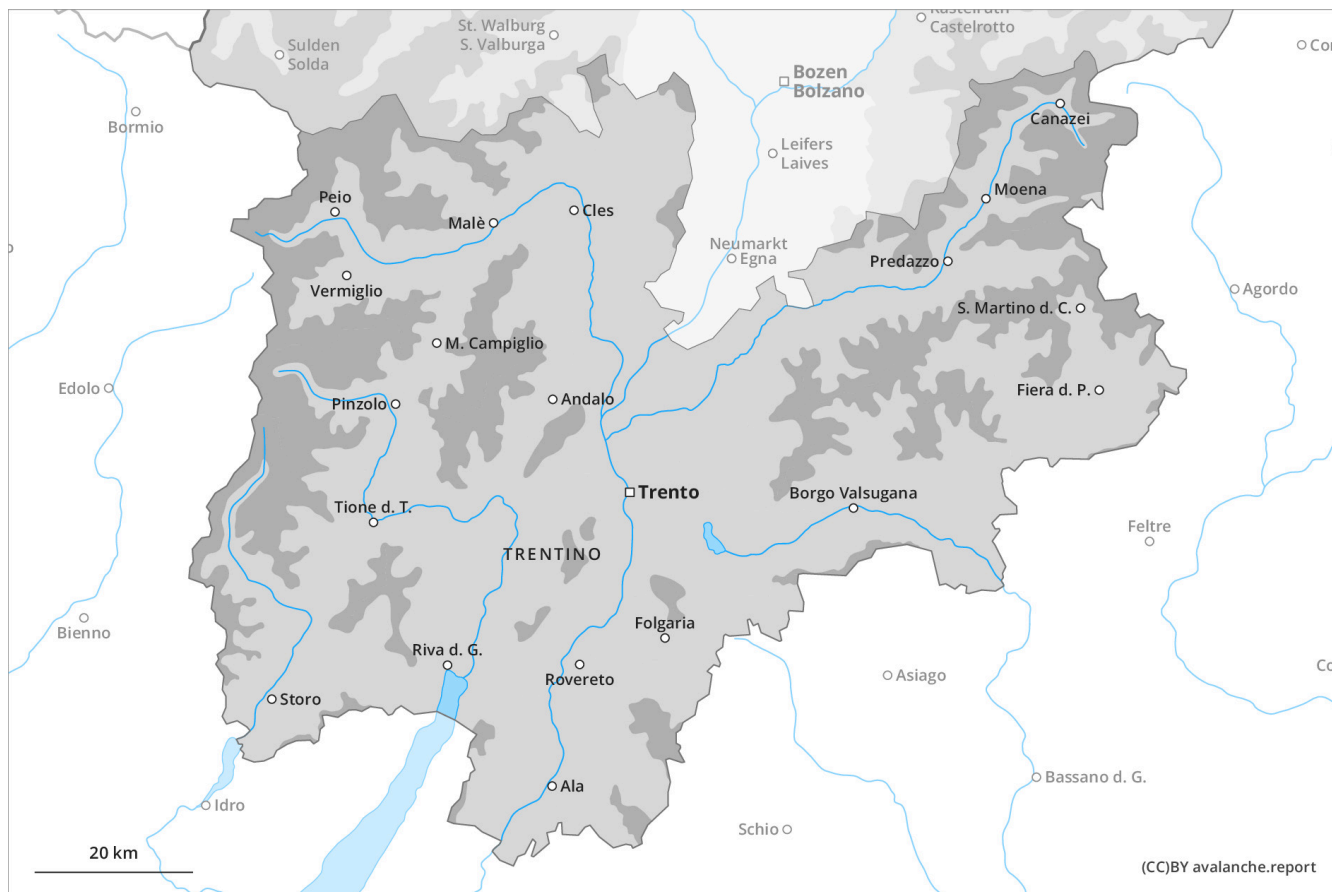 Kastelruth
Castelrotto
St. Walburg
S. Valburga
Sulden
Solda
Bozen
Bolzano
Bormio
Canazei
Leifers
Laives
Moena
Peio
Malè
Cles
Neumarkt
Egna
Predazzo
Vermiglio
Agordo
S. Martino d. C.
M. Campiglio
Edolo
Fiera d. P.
Pinzolo
Andalo
Trento
Borgo Valsugana
Tione d. T.
Feltre
TRENTINO
Bienno
Folgaria
Riva d. G.
Rovereto
Asiago
Storo
Bassano d. G.
Ala
Idro
Schio
20 km
(CC)BY avalanche.report